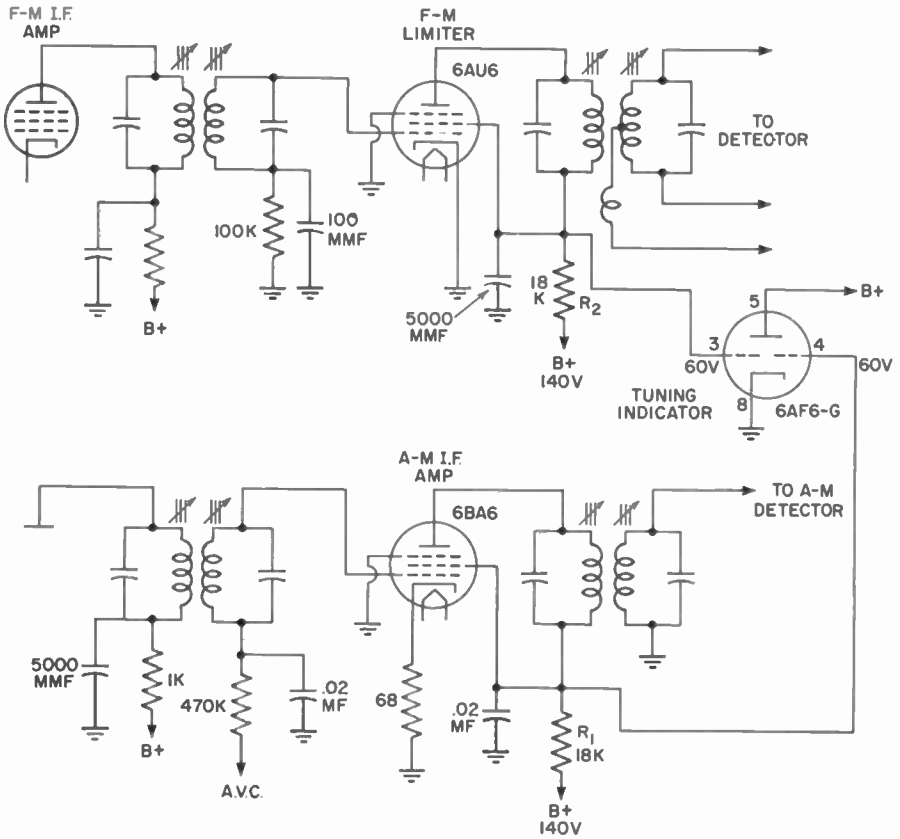 F-M I.F.
AMP
F-M
LIMITER
6AU6
TO
DETECTOR
100K
100
MMF
B+
5000
MMF
18
K
R2
B+
140V
5
B+
3
60V
4
60V
8
6AF6-G
TUNING
INDICATOR
A-M I.F.
AMP
6BA6
TO A-M
DETECTOR
5000
MMF
1K
B+
470K
.02
MF
A.V.C.
68
.02
MF
R1
18K
B+
140V